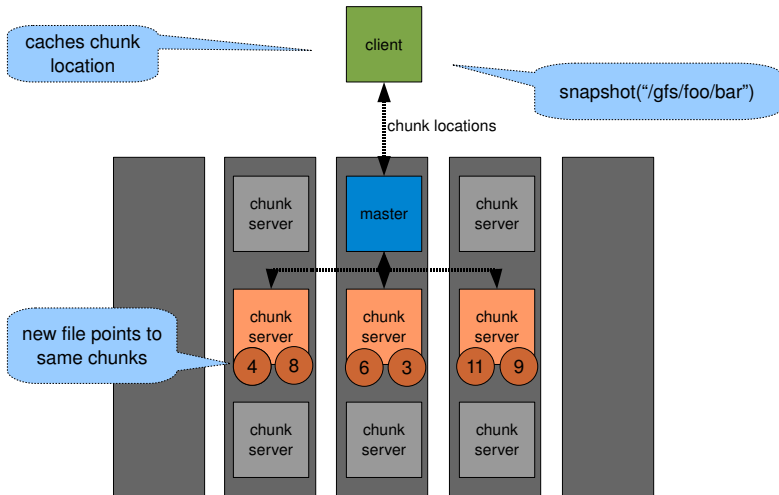 caches chunk
location
client
snapshot(“/gfs/foo/bar”)
chunk locations
chunk
server
master
chunk
server
chunk
server
chunk
server
chunk
server
new file points to
same chunks
4
8
6
3
11
9
chunk
server
chunk
server
chunk
server